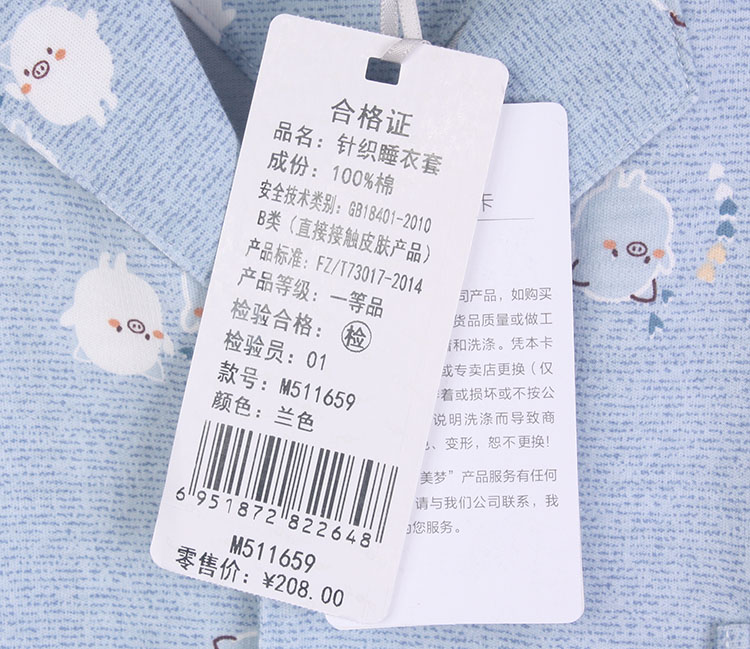 合格证
品名：针织睡衣套
成份：100%棉
安全技术类别：GB18401-2010
B类（直接接触皮肤产品）
产品标准：FZ/T73017-2014
产品等级：一等品
检验合格：检
检验员：01
款号：M511659
颜色：兰色
6951872822648
M511659
零售价：¥208.00
卡
司产品，如购买
货品质量或做工
和洗涤。凭本卡
或专卖店更换（仅
着或损坏或不按公
说明洗涤而导致商
、变形，恕不更换!
美梦”产品服务有任何
请与我们公司联系，我
为您服务。